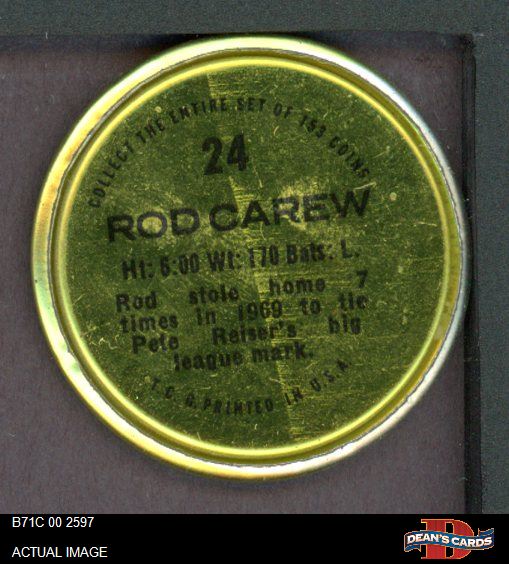 COLLECT THE ENTIRE SET OF 153 COINS
24
ROD CAREW
Ht: 6:00 Wt: 170 Bats: L.
Rod stole home 7
times in 1969 to tie
Pete Reiser's big
league mark.
T.C.G. PRINTED IN U.S.A.
B71C 00 2597
ACTUAL IMAGE
DEAN'S CARDS